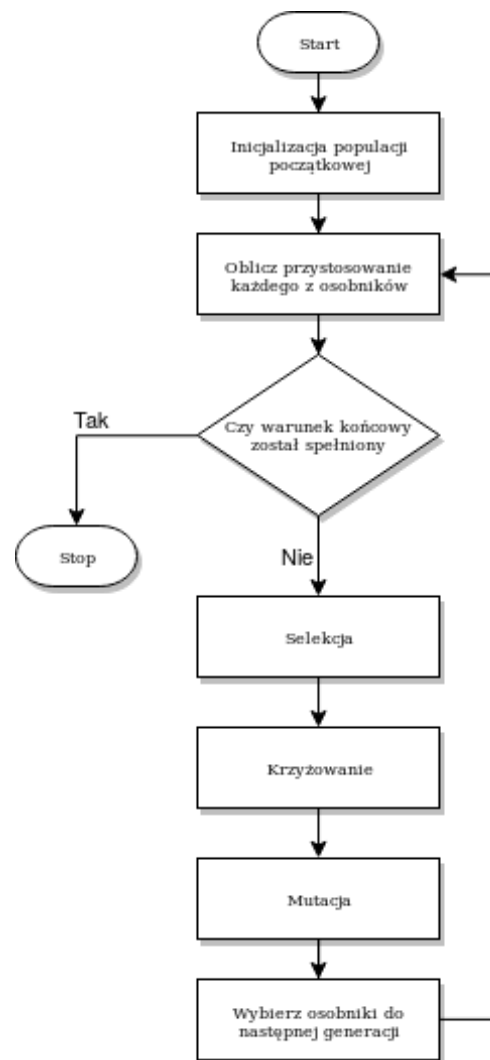 Start
Inicjalizacja populacji
początkowej
Oblicz przystosowanie
każdego z osobników
Czy warunek końcowy
został spełniony
Tak
Stop
Nie
Selekcja
Krzyżowanie
Mutacja
Wybierz osobniki do
następnej generacji